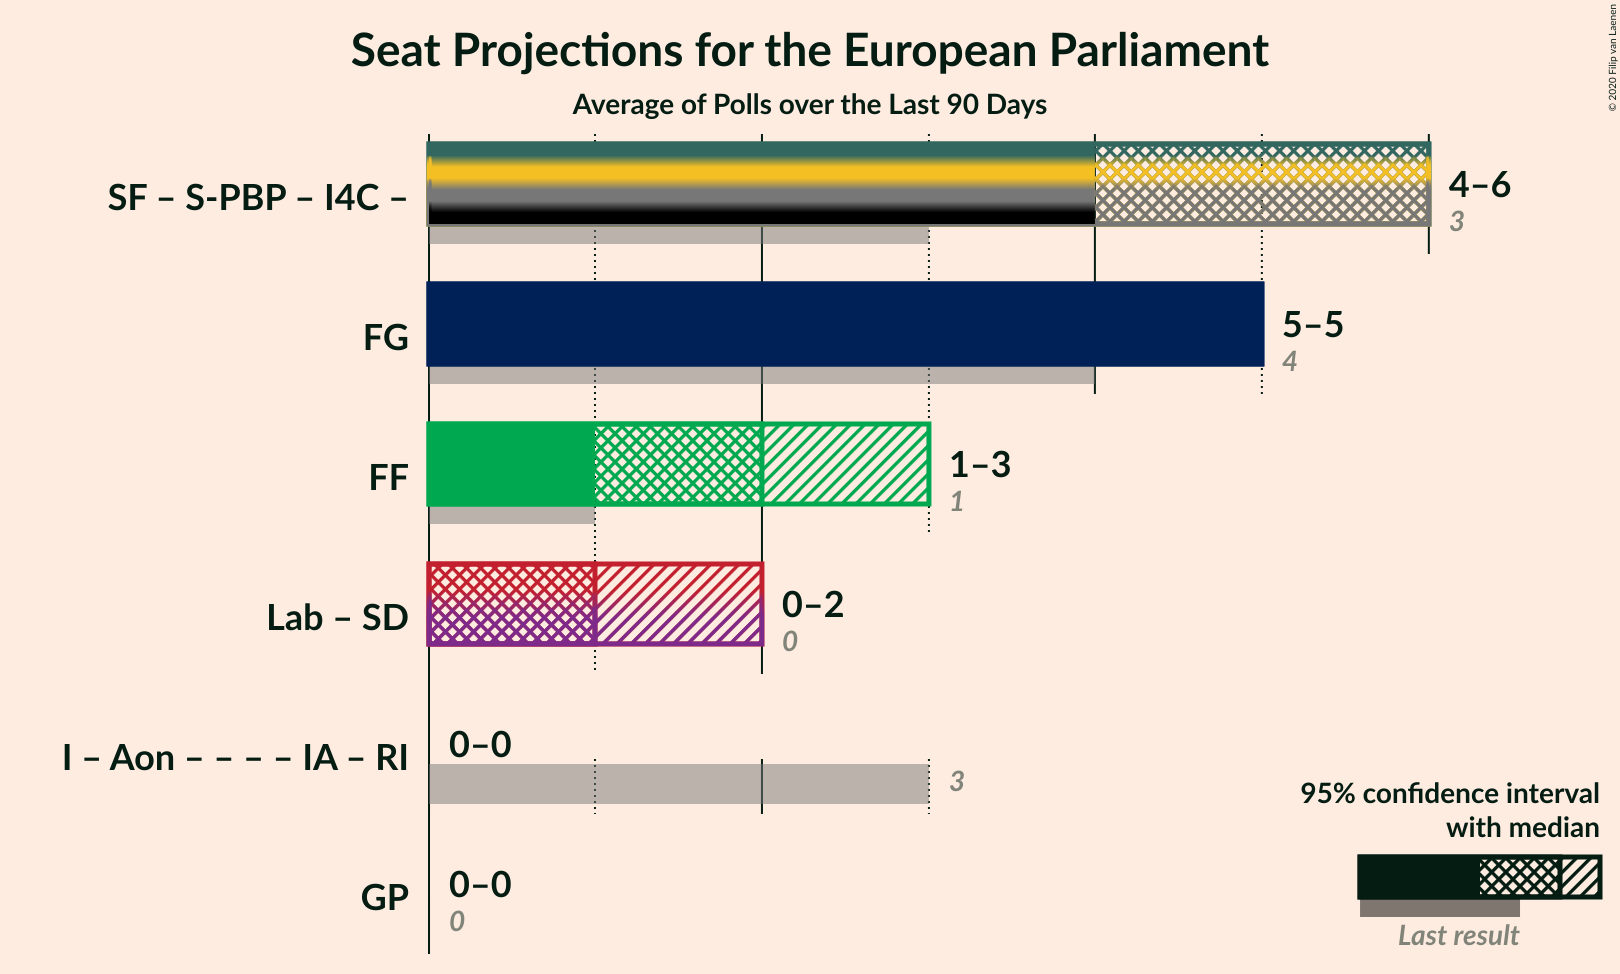 Seat Projections for the European Parliament
Average of Polls over the Last 90 Days
© 2020 Filip van Laenen
SF – S-PBP – I4C –
4–6
3
FG
5–5
4
FF
1–3
1
Lab – SD
0–2
0
I – Aon – – – – IA – RI
0–0
3
GP
0–0
0
95% confidence interval
with median
Last result